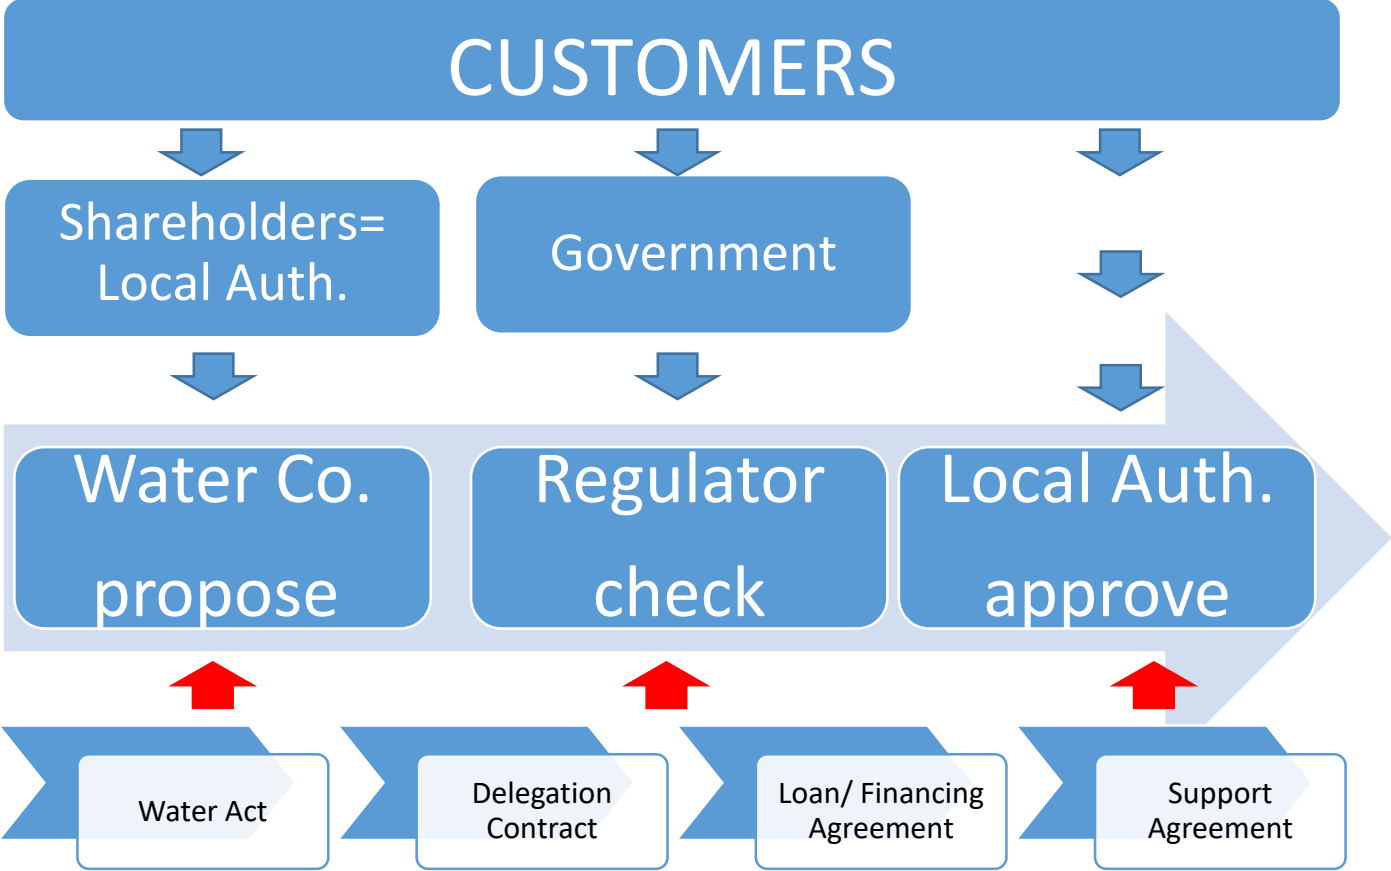 CUSTOMERS
Shareholders=
Local Auth.
Government
Water Co.
propose
Regulator
check
Local Auth.
approve
Water Act
Delegation
Contract
Loan/ Financing
Agreement
Support
Agreement